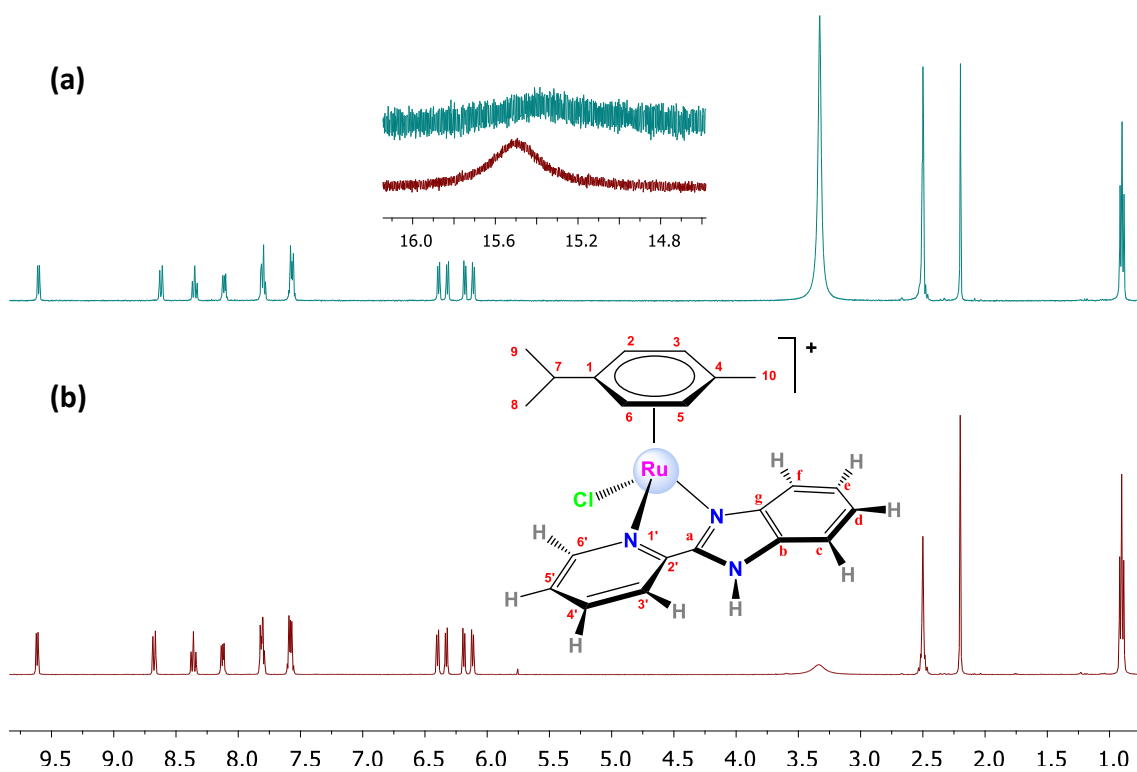 (a)
16.0 15.6 15.2 14.8
(b)
+
9 2 3
7 1 4 10
8 6 5
Ru
Cl
H f H
g e
N d H
H N 1' a b c
6' 2' N H
5' 3' H H
H 4'
H
9.5 9.0 8.5 8.0 7.5 7.0 6.5 6.0 5.5 5.0 4.5 4.0 3.5 3.0 2.5 2.0 1.5 1.0